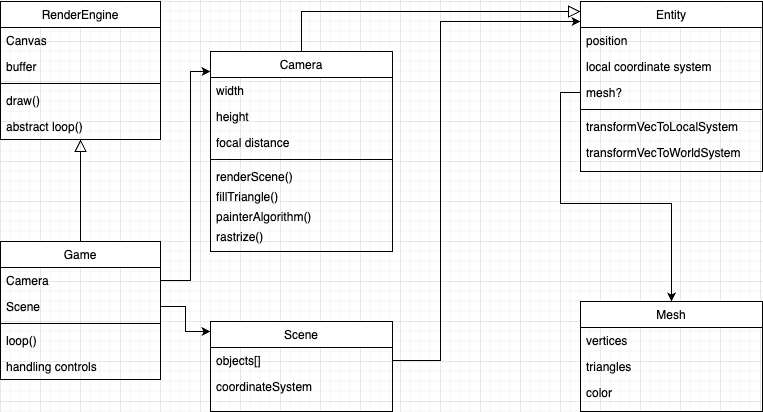 RenderEngine
Canvas
buffer
draw()
abstract loop()
Camera
width
height
focal distance
renderScene()
fillTriangle()
painterAlgorithm()
rastrize()
Entity
position
local coordinate system
mesh?
transformVecToLocalSystem
transformVecToWorldSystem
Game
Camera
Scene
loop()
handling controls
Scene
objects[]
coordinateSystem
Mesh
vertices
triangles
color